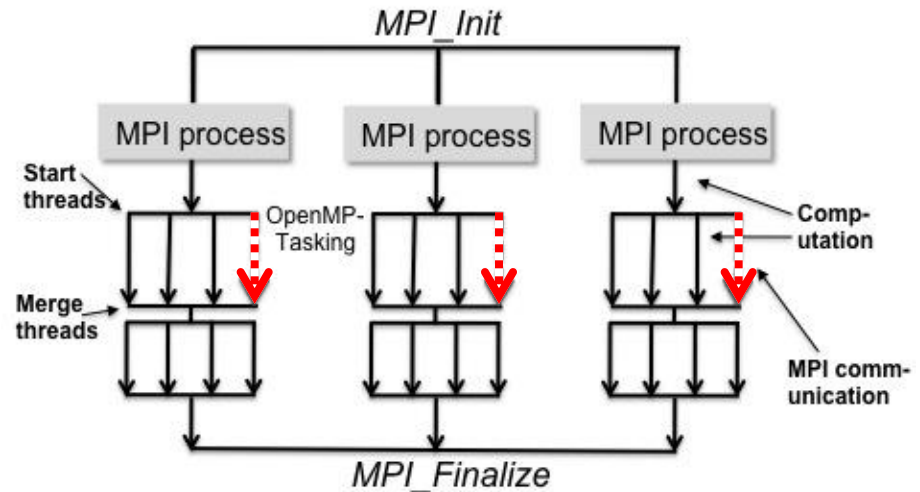 MPI_Init
MPI process
MPI process
MPI process
Start
threads
OpenMP-
Tasking
Comp-
utation
Merge
threads
MPI comm-
unication
MPI_Finalize